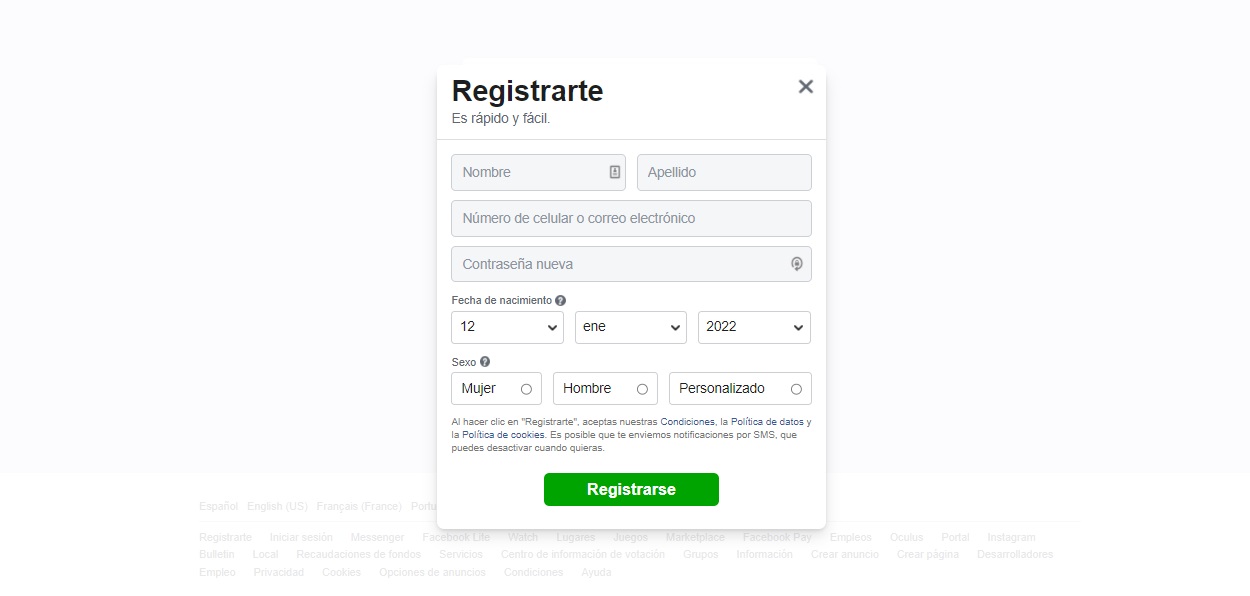 Registrarte
Es rápido y fácil.
Nombre Apellido
Número de celular o correo electrónico
Contraseña nueva
Fecha de nacimiento ?
12 ene 2022
Sexo ?
Mujer Hombre Personalizado
Al hacer clic en "Registrarte", aceptas nuestras Condiciones, la Política de datos y
la Política de cookies. Es posible que te enviemos notificaciones por SMS, que
puedes desactivar cuando quieras.
Registrarse
Español English (US) Français (France) Portu
Registrarte Iniciar sesión Messenger Facebook Lite Watch Lugares Juegos Marketplace Facebook Pay Empleos Oculus Portal Instagram
Bulletin Local Recaudaciones de fondos Servicios Centro de información de votación Grupos Información Crear anuncio Crear página Desarrolladores
Empleo Privacidad Cookies Opciones de anuncios Condiciones Ayuda